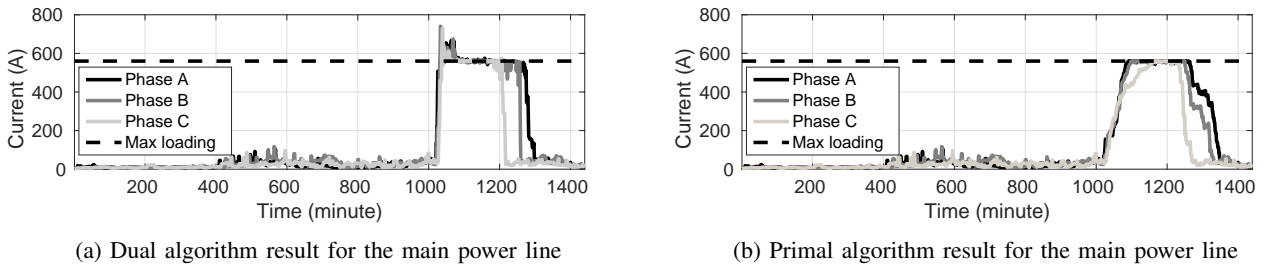 800
600
400
200
0
Current (A)
Phase A
Phase B
Phase C
Max loading
200 400 600 800 1000 1200 1400
Time (minute)
(a) Dual algorithm result for the main power line
800
600
400
200
0
Current (A)
Phase A
Phase B
Phase C
Max loading
200 400 600 800 1000 1200 1400
Time (minute)
(b) Primal algorithm result for the main power line